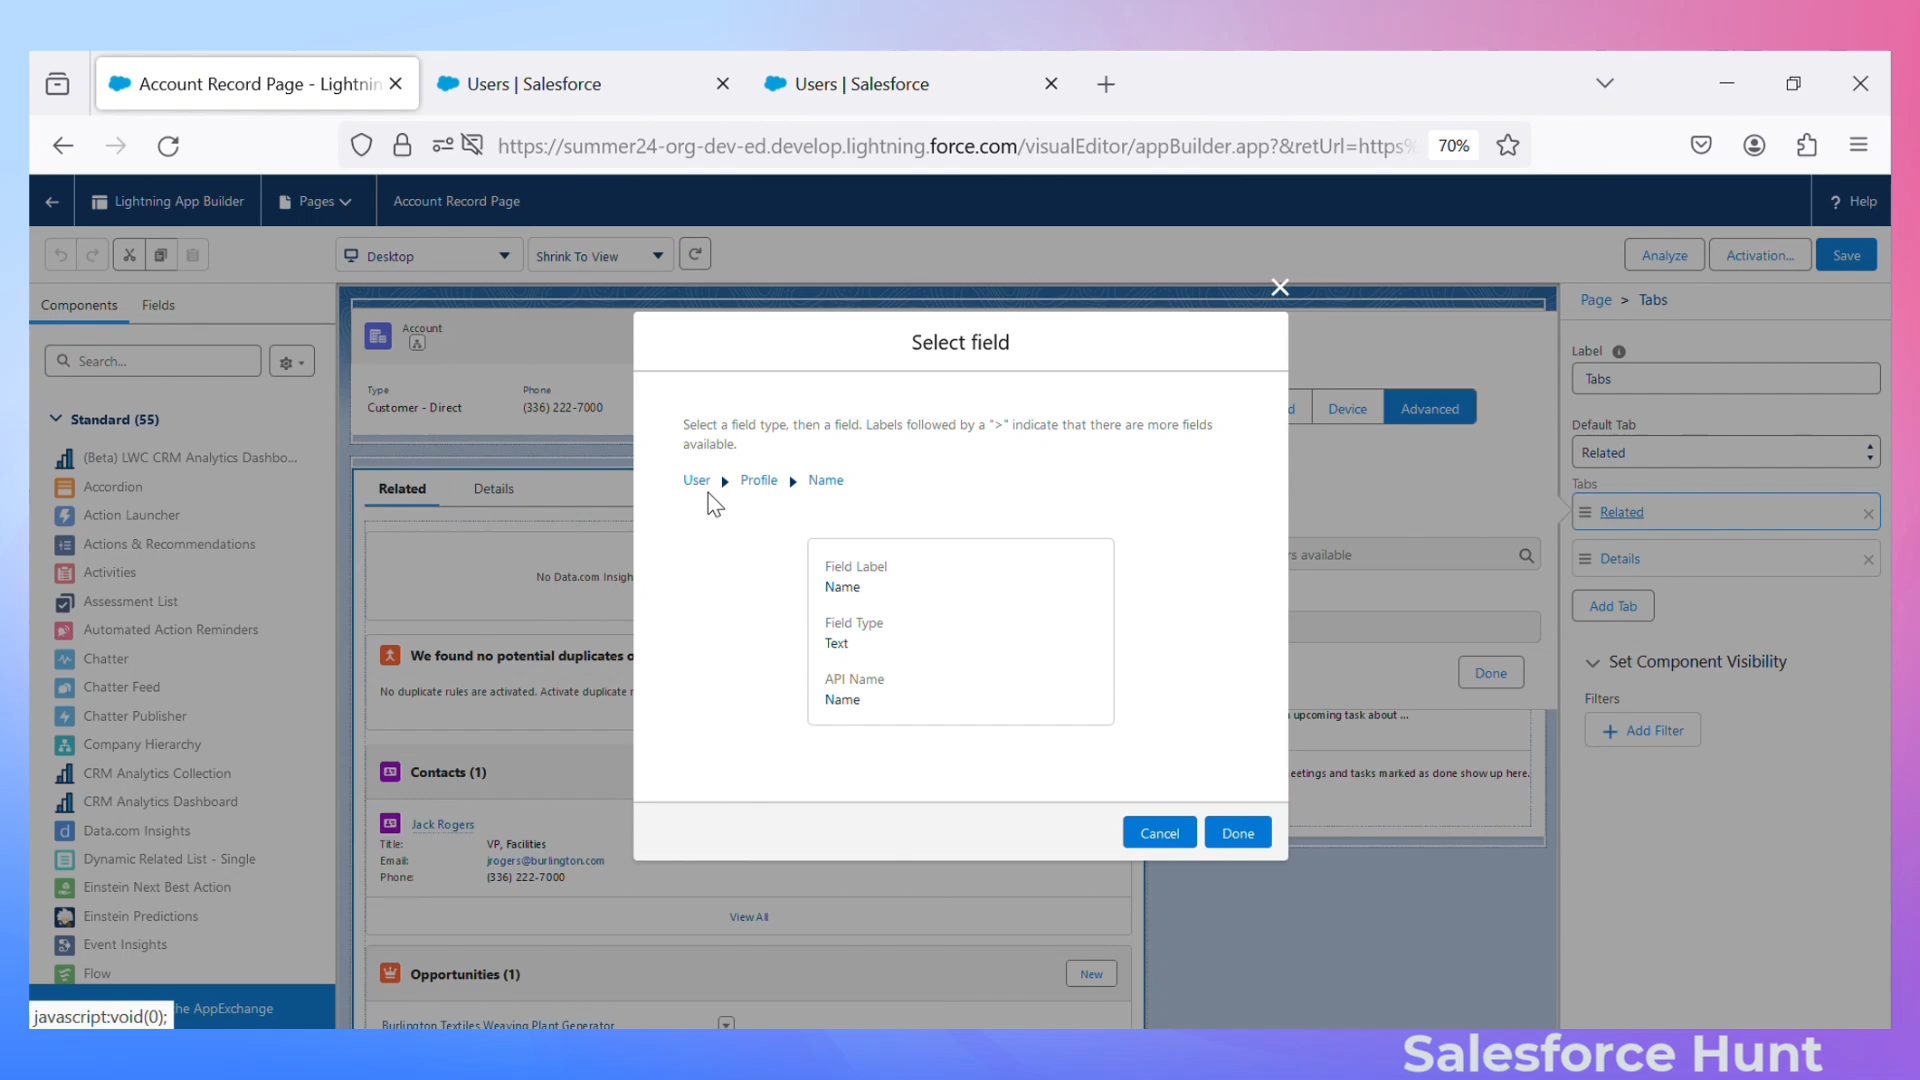 Account Record Page - Lightnin
Users | Salesforce
Users | Salesforce
https://summer24-org-dev-ed.develop.lightning.force.com/visualEditor/appBuilder.app?&retUrl=https%
70%
Lightning App Builder
Pages
Account Record Page
? Help
Desktop
Shrink To View
Analyze
Activation...
Save
Components
Fields
Search...
Standard (55)
(Beta) LWC CRM Analytics Dashbo...
Accordion
Action Launcher
Actions & Recommendations
Activities
Assessment List
Automated Action Reminders
Chatter
Chatter Feed
Chatter Publisher
Company Hierarchy
CRM Analytics Collection
CRM Analytics Dashboard
Data.com Insights
Dynamic Related List - Single
Einstein Next Best Action
Einstein Predictions
Event Insights
Flow
he AppExchange
javascript:void(0);
Account
Type
Customer - Direct
Phone
(336) 222-7000
Related
Details
No Data.com Insigh
We found no potential duplicates o
No duplicate rules are activated. Activate duplicate r
Contacts (1)
Jack Rogers
Title:
VP, Facilities
Email:
jrogers@burlington.com
Phone:
(336) 222-7000
View All
Opportunities (1)
New
Burlington Textiles Weaving Plant Generator
Select field
Select a field type, then a field. Labels followed by a ">" indicate that there are more fields
available.
User
Profile
Name
Field Label
Name
Field Type
Text
API Name
Name
Cancel
Done
d
Device
Advanced
rs available
Done
upcoming task about ...
eetings and tasks marked as done show up here.
Page > Tabs
Label
Tabs
Default Tab
Related
Tabs
Related
Details
Add Tab
Set Component Visibility
Filters
Add Filter
Salesforce Hunt